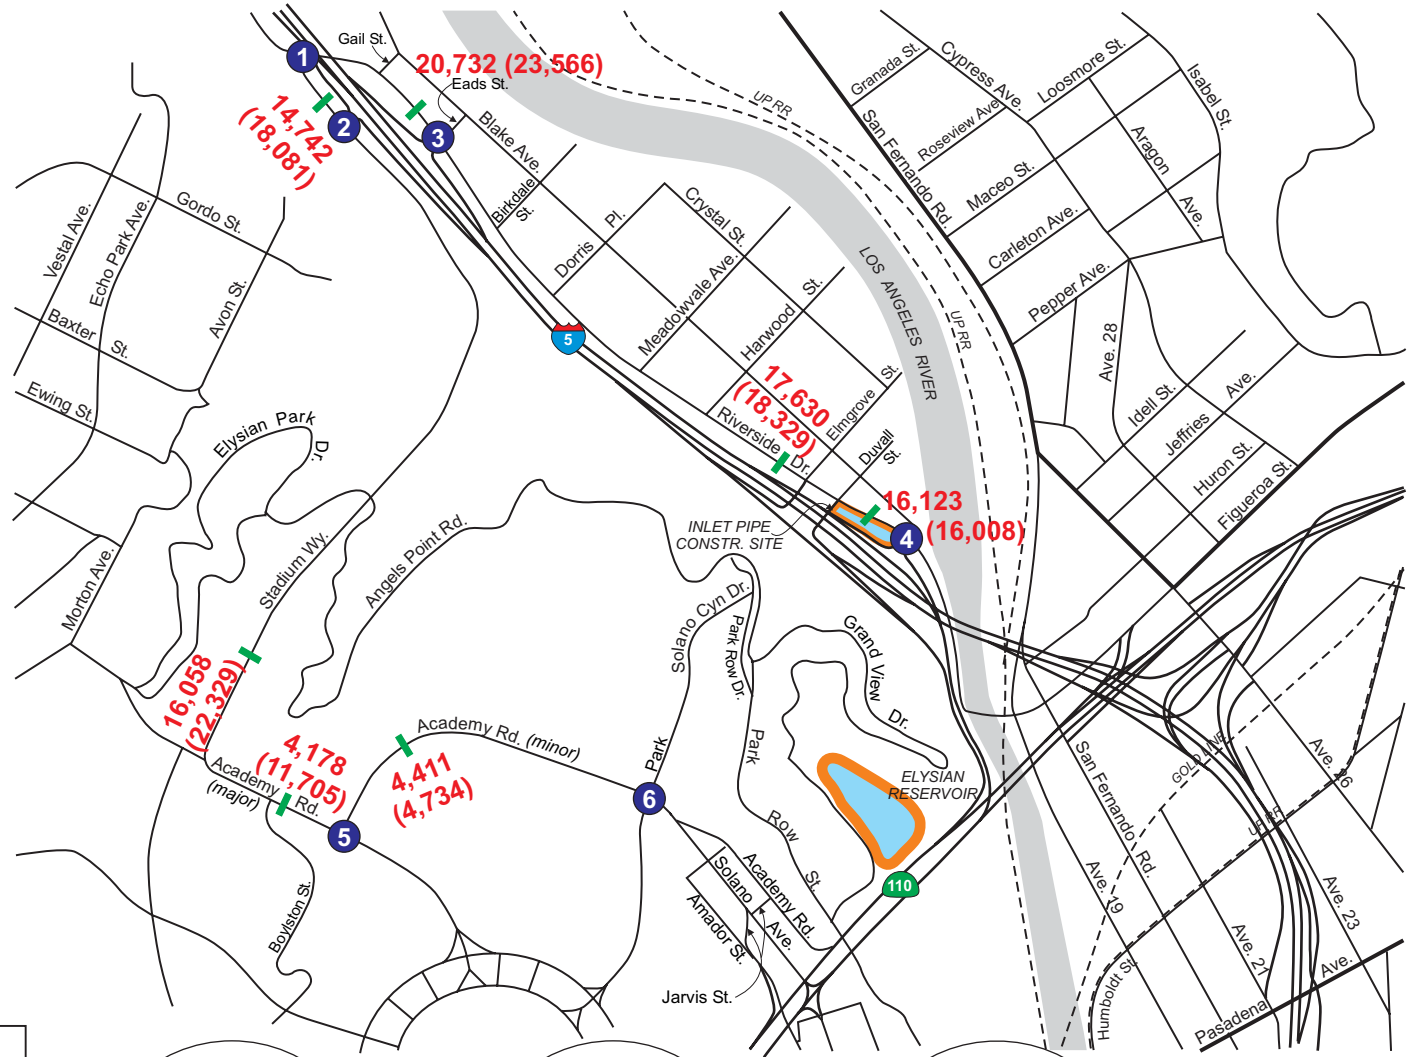 Gail St.
20,732 (23,566)
Eads St.
1
2
3
14,742
(18,081)
Blake Ave.
Birkdale
St.
UP RR
Granada St.
Cypress Ave.
Loosmore St.
Isabel St.
San Fernando Rd.
Roseview Ave.
Aragon
Ave.
Maceo St.
Carleton Ave.
Pepper Ave.
Vestal Ave.
Echo Park Ave.
Gordo St.
Avon St.
Baxter
St.
Ewing St.
Dorris
Pl.
Crystal St.
Meadowvale Ave.
Harwood
St.
LOS ANGELES RIVER
UP RR
Ave. 28
5
17,630
(18,329)
Riverside
Dr.
Elmgrove
St.
Duvall
St.
Idell St.
Jeffries
Ave.
Huron St.
Figueroa St.
Elysian Park
Dr.
16,123
(16,008)
4
INLET PIPE
CONSTR. SITE
Morton Ave.
Stadium Wy.
Angels Point Rd.
Solano Cyn Dr.
Park Row Dr.
Grand View
Dr.
16,058
(22,329)
4,178
(11,705)
Academy
Rd.
(major)
4,411
(4,734)
Academy Rd. (minor)
5
6
Park
Park
Row
St.
ELYSIAN
RESERVOIR
110
Boylston St.
Solano
Ave.
Academy Rd.
Amador St.
Jarvis St.
San Fernando
Rd.
GOLD LINE
UP RR
Ave. 26
Ave. 19
Ave. 21
Ave. 23
Humboldt St.
Pasadena
Ave.